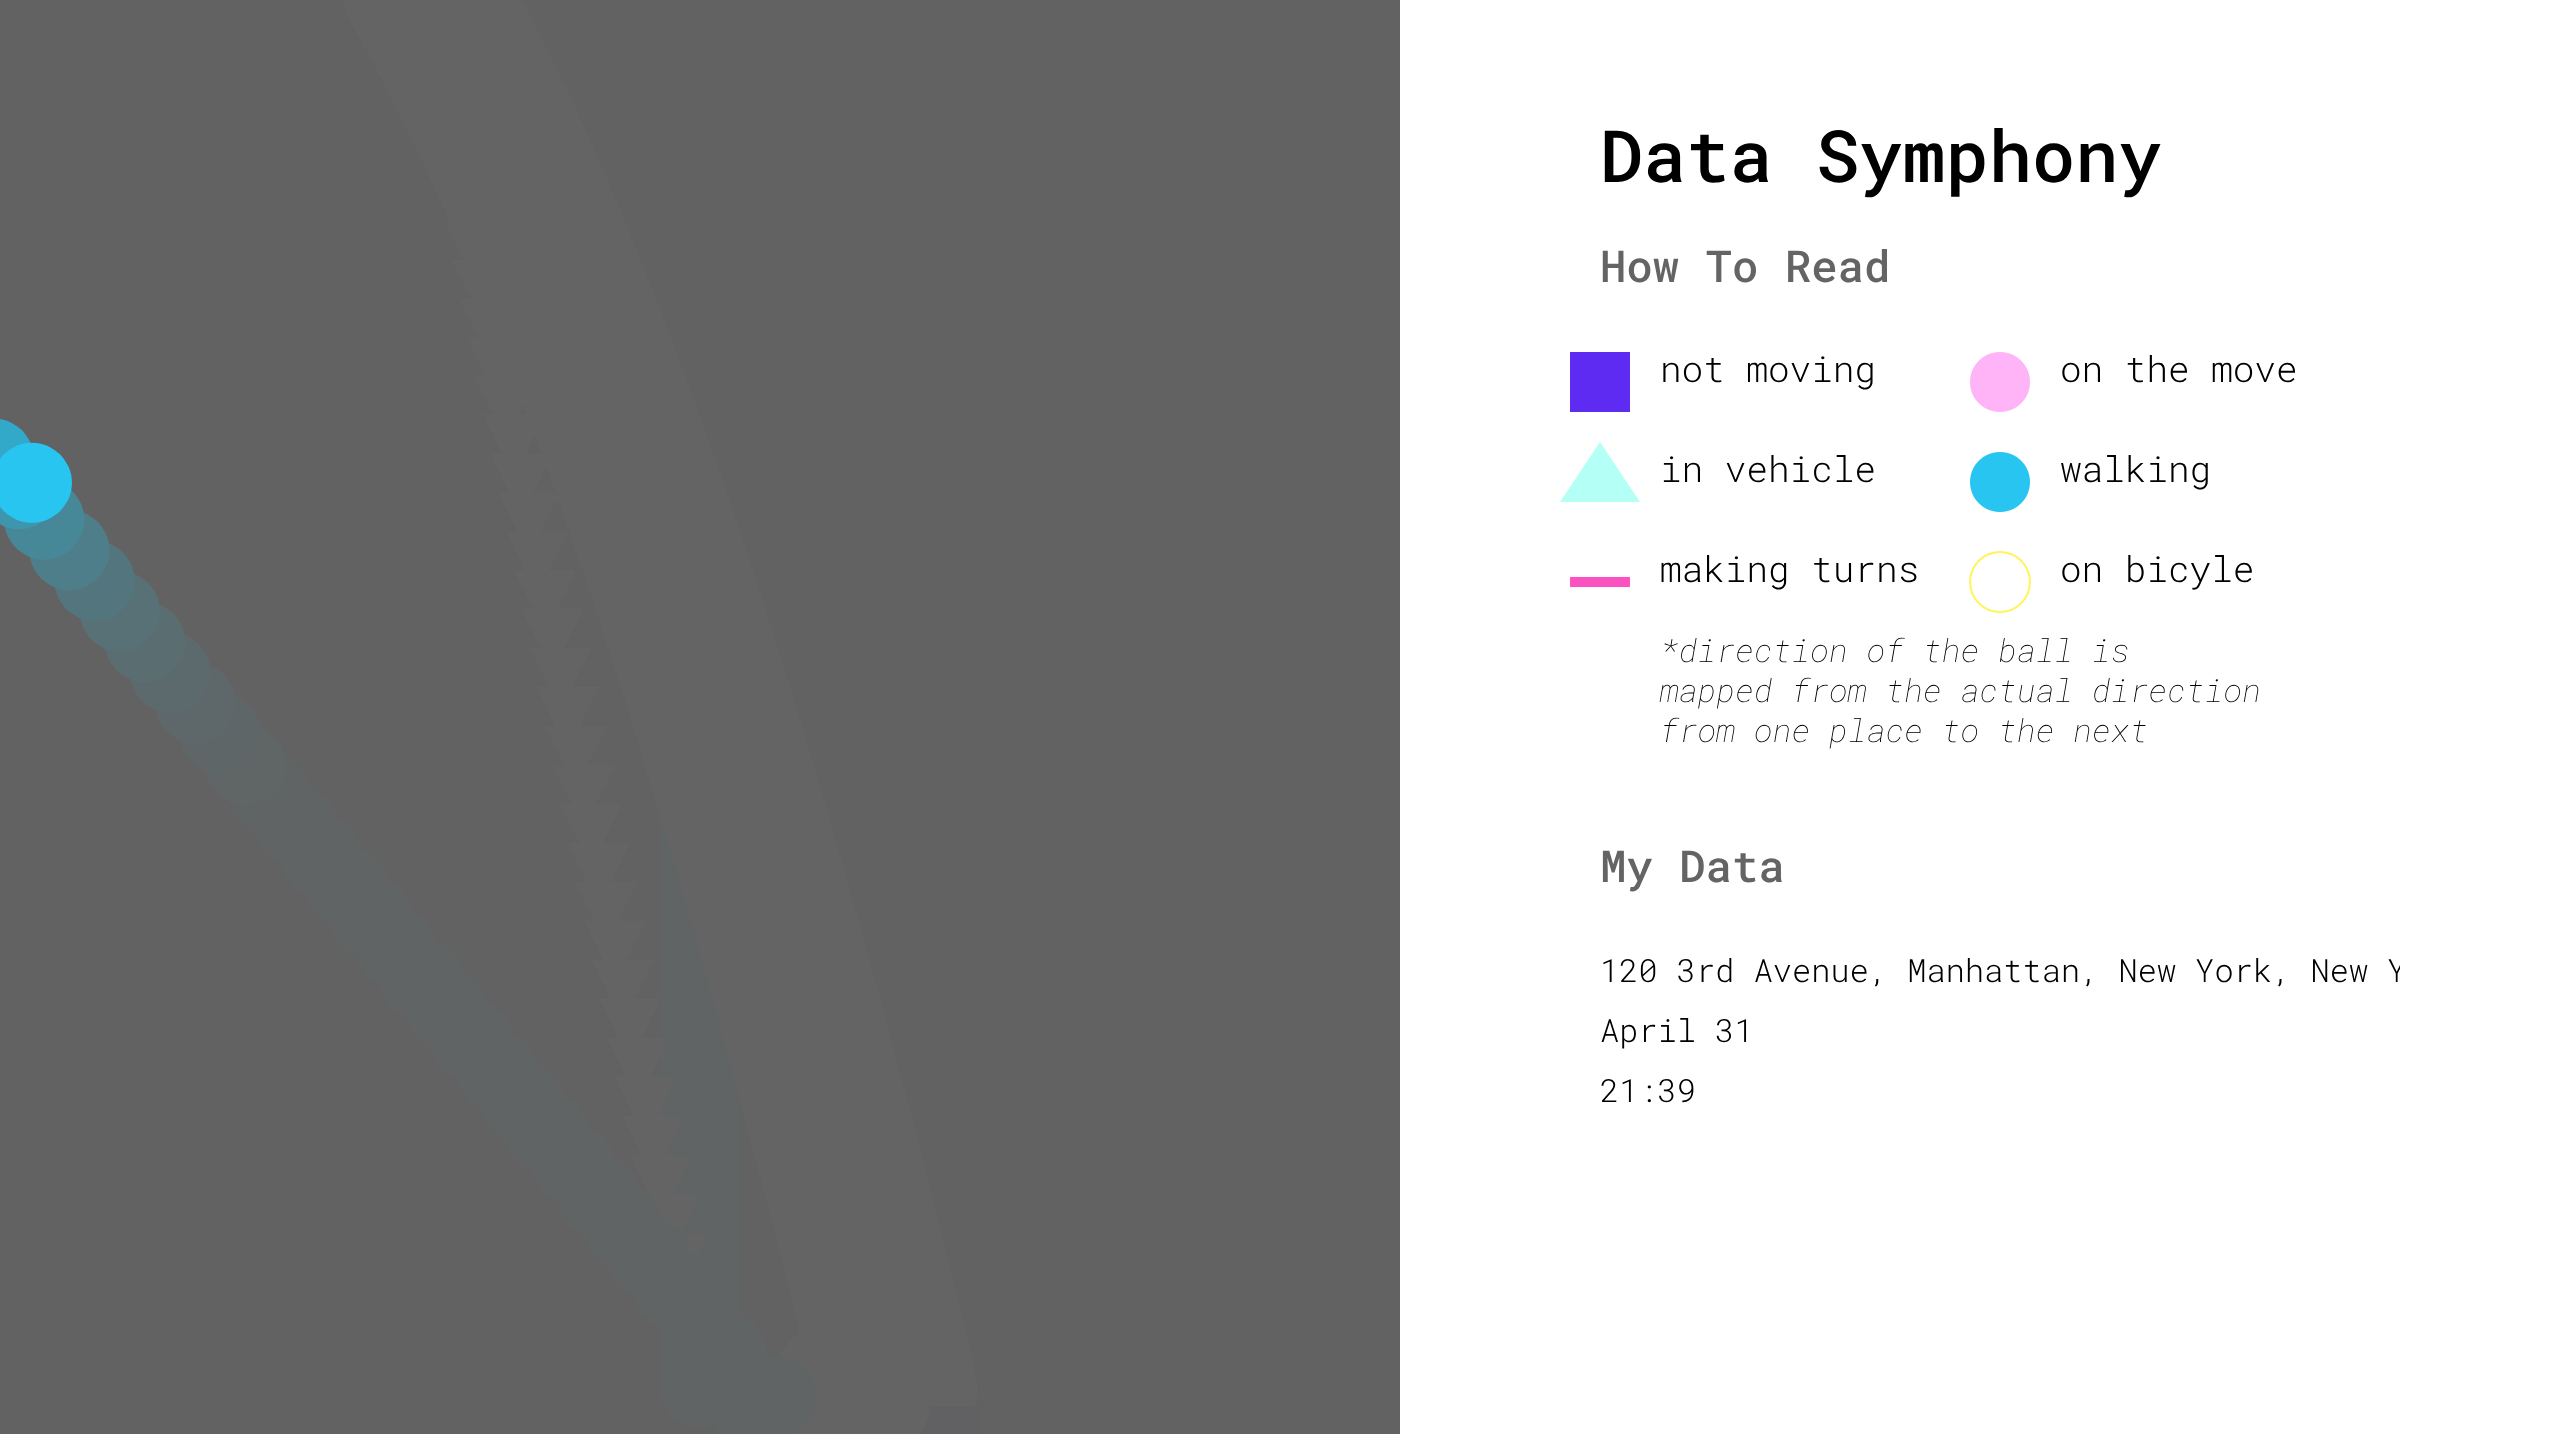 Data Symphony
How To Read
not moving
on the move
in vehicle
walking
making turns
on bicyle
*direction of the ball is
mapped from the actual direction
from one place to the next
My Data
120 3rd Avenue, Manhattan, New York, New Y
April 31
21:39